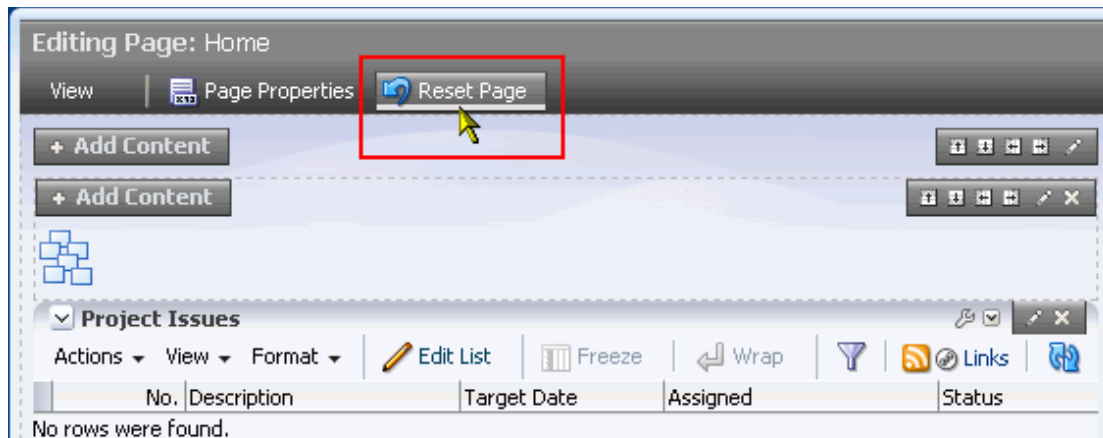 Editing Page: Home
View Page Properties Reset Page
+ Add Content
+ Add Content
Project Issues
Actions View Format Edit List Freeze Wrap Links
No. Description Target Date Assigned Status
No rows were found.